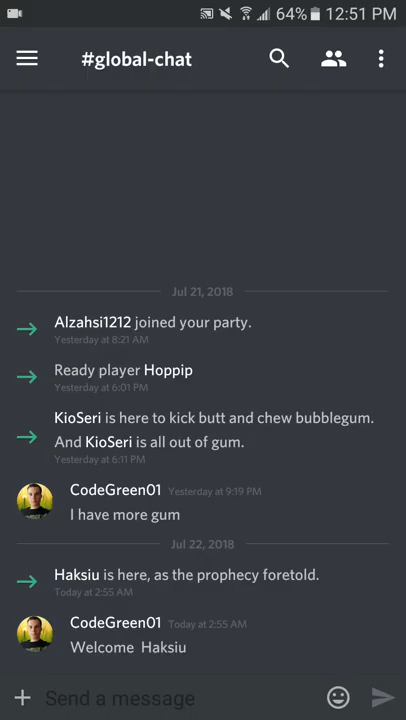 64% 12:51 PM
#global-chat
Jul 21, 2018
Alzahsi1212 joined your party.
Yesterday at 8:21 AM
Ready player Hoppip
Yesterday at 6:01 PM
KioSeri is here to kick butt and chew bubblegum.
And KioSeri is all out of gum.
Yesterday at 6:11 PM
CodeGreen01 Yesterday at 9:19 PM
I have more gum
Jul 22, 2018
Haksiu is here, as the prophecy foretold.
Today at 2:55 AM
CodeGreen01 Today at 2:55 AM
Welcome Haksiu
Send a message